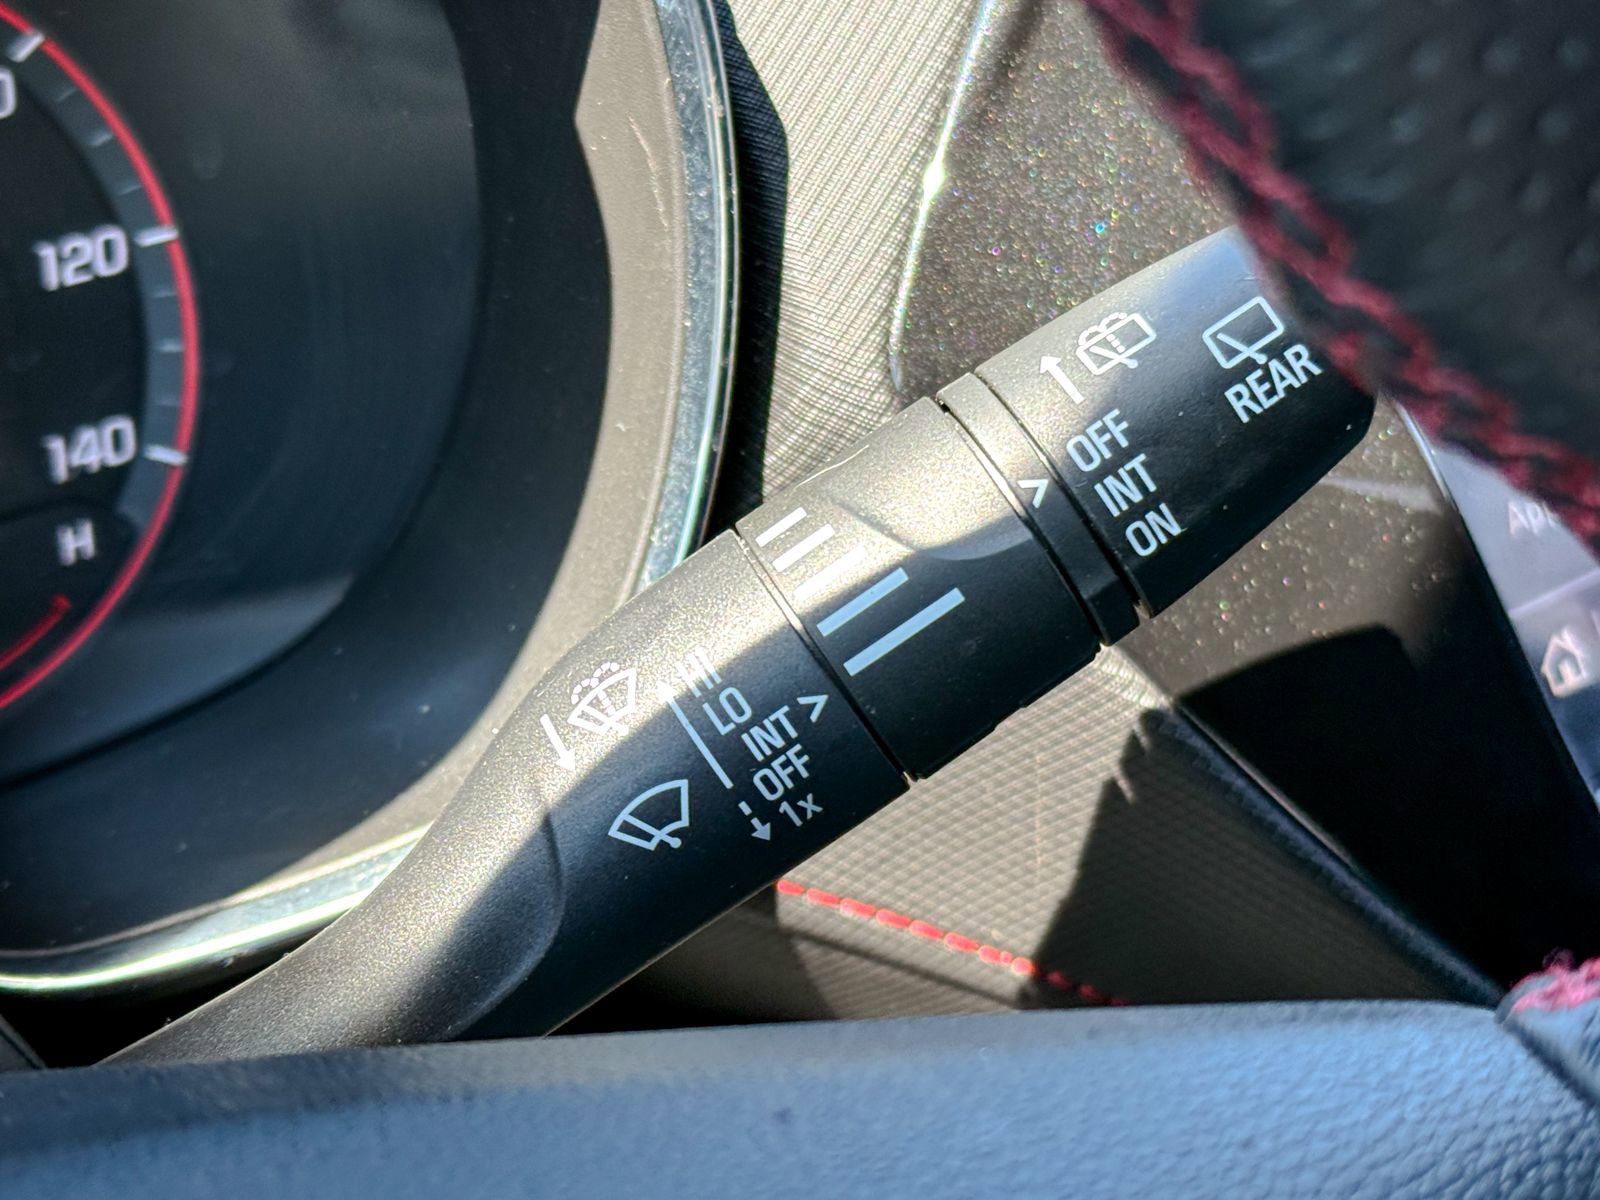 120
140
H
HI
LO
INT >
OFF
1x
>
OFF
INT
ON
REAR